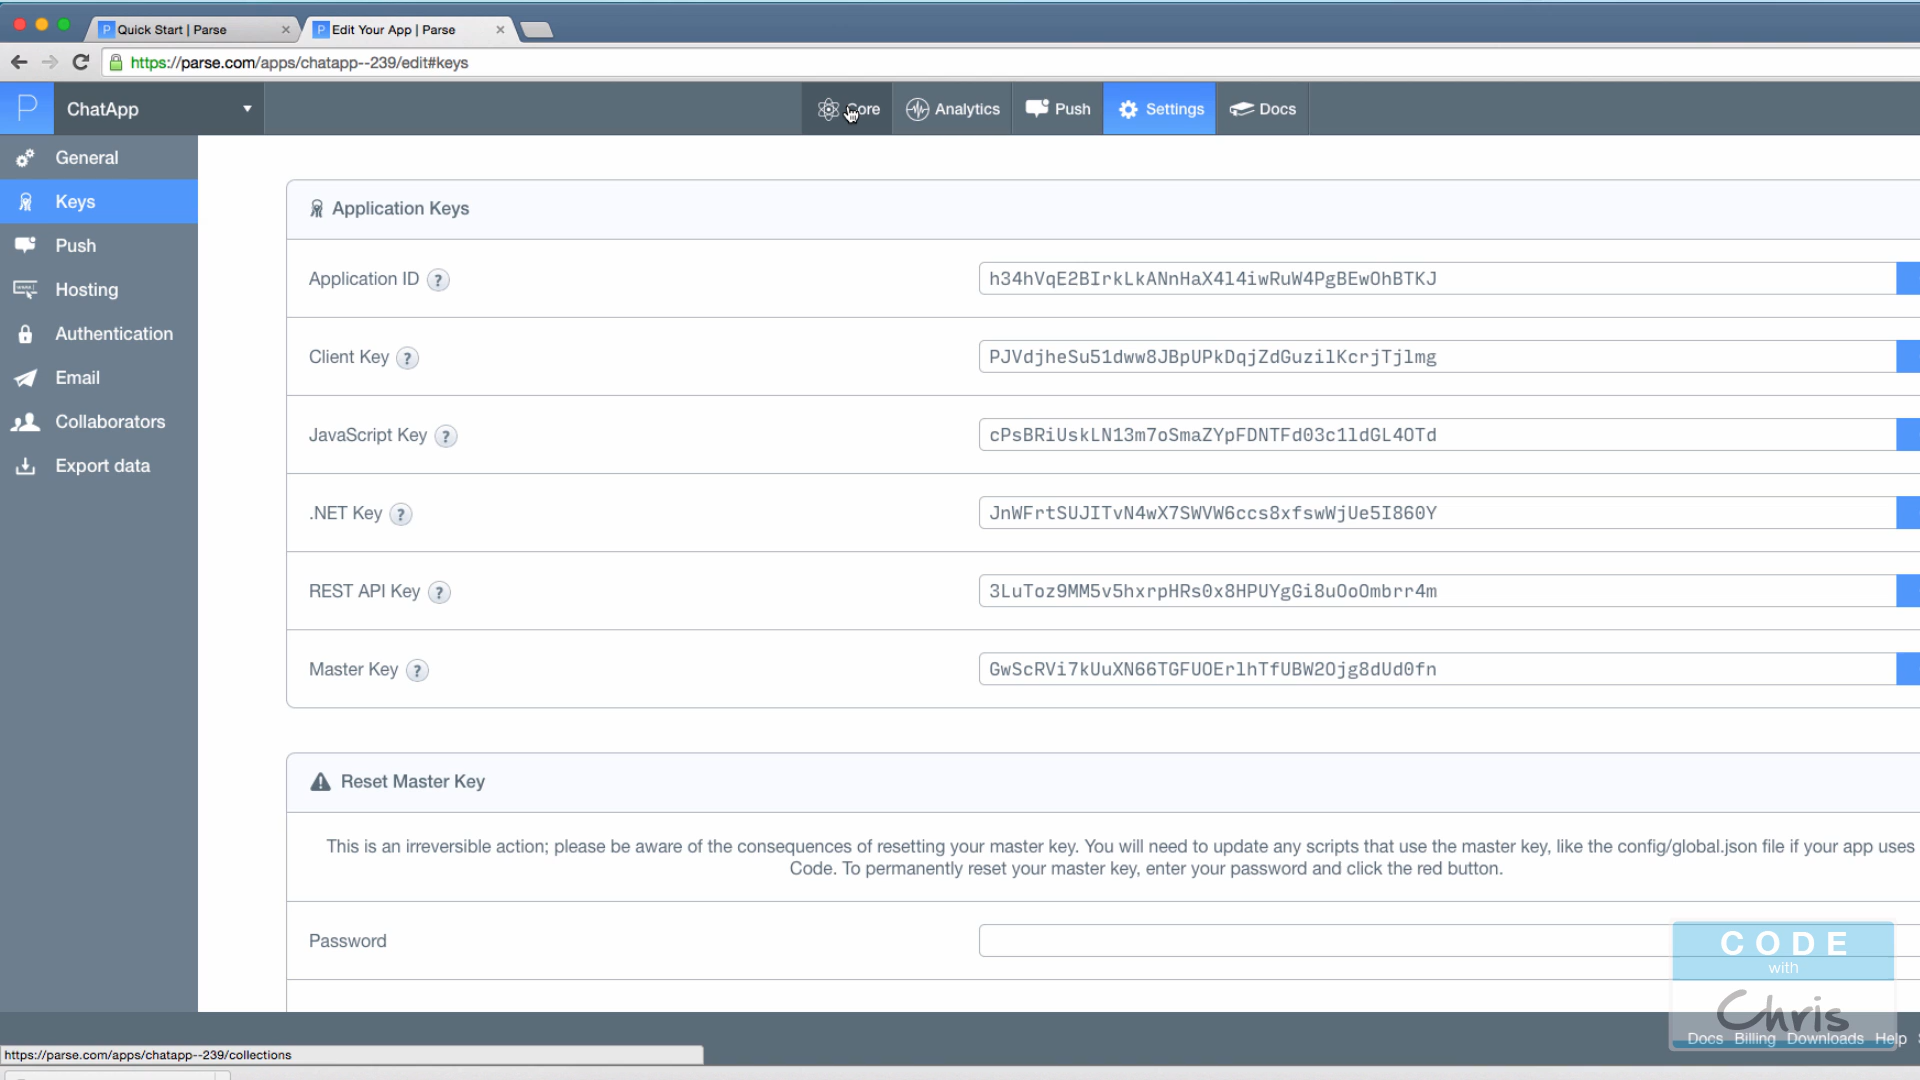 Quick Start | Parse
Edit Your App | Parse
https://parse.com/apps/chatapp--239/edit#keys
ChatApp
Core
Analytics
Push
Settings
Docs
General
Keys
Push
Hosting
Authentication
Email
Collaborators
Export data
Application Keys
Application ID ?
h34hVqE2BIrkLkANnHaX4l4iwRuW4PgBEwOhBTKJ
Client Key ?
PJVdjheSu51dww8JBpUPkDqjZdGuzilKcrjTjlmg
JavaScript Key ?
cPsBRiUskLN13m7oSmaZYpFDNTFd03c1ldGL4OTd
.NET Key ?
JnWFrtSUJITvN4wX7SWVW6ccs8xfswWjUe5I860Y
REST API Key ?
3LuToz9MM5v5hxrpHRs0x8HPUYgGi8uOoOmbrr4m
Master Key ?
GwScRVi7kUuXN66TGFUOErlhTfUBW2Ojg8dUd0fn
Reset Master Key
This is an irreversible action; please be aware of the consequences of resetting your master key. You will need to update any scripts that use the master key, like the config/global.json file if your app uses
Code. To permanently reset your master key, enter your password and click the red button.
Password
CODE
with
Chris
Docs Billing Downloads Help
https://parse.com/apps/chatapp--239/collections